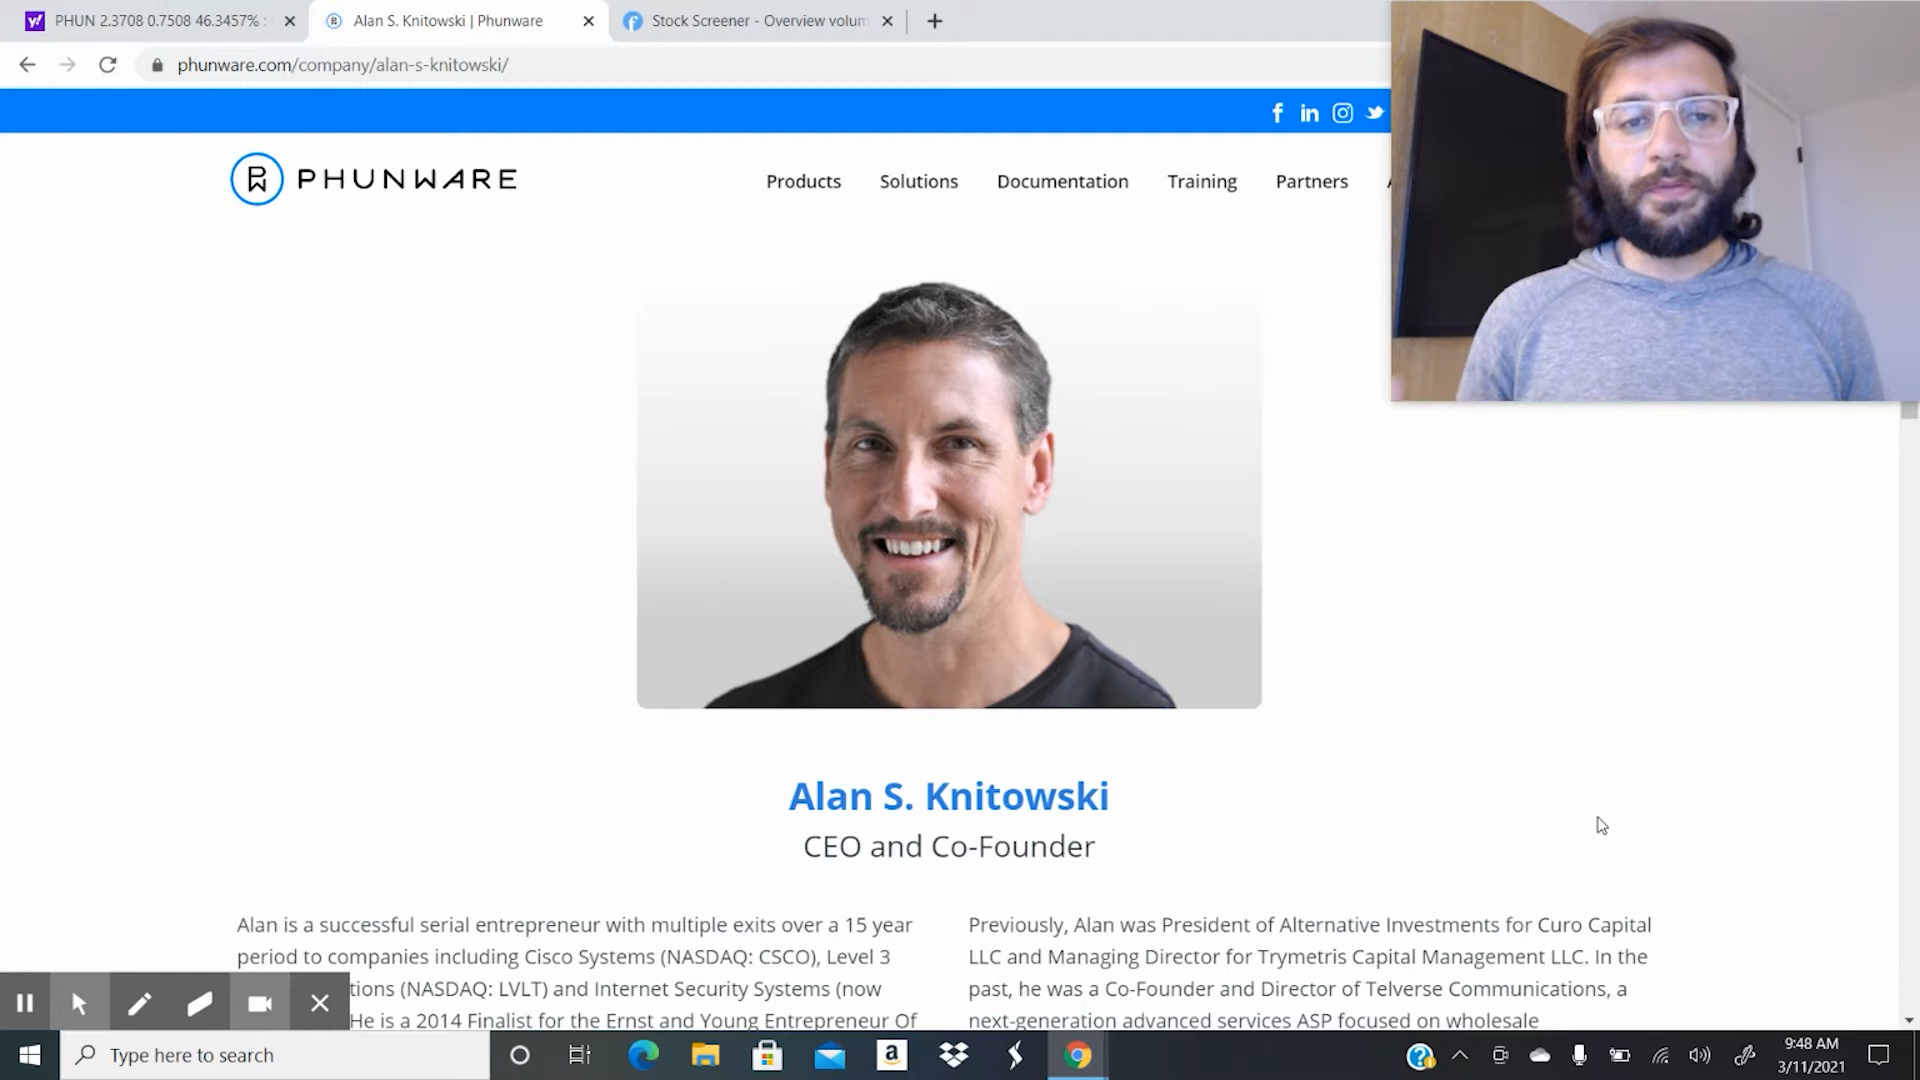 PHUN 2.3708 0.7508 46.3457% :
Alan S. Knitowski | Phunware
Stock Screener - Overview volum
phunware.com/company/alan-s-knitowski/
PHUNWARE
Products
Solutions
Documentation
Training
Partners
Alan S. Knitowski
CEO and Co-Founder
Alan is a successful serial entrepreneur with multiple exits over a 15 year
period to companies including Cisco Systems (NASDAQ: CSCO), Level 3
tions (NASDAQ: LVLT) and Internet Security Systems (now
He is a 2014 Finalist for the Ernst and Young Entrepreneur Of
Previously, Alan was President of Alternative Investments for Curo Capital
LLC and Managing Director for Trymetris Capital Management LLC. In the
past, he was a Co-Founder and Director of Telverse Communications, a
next-generation advanced services ASP focused on wholesale
Type here to search
9:48 AM
3/11/2021